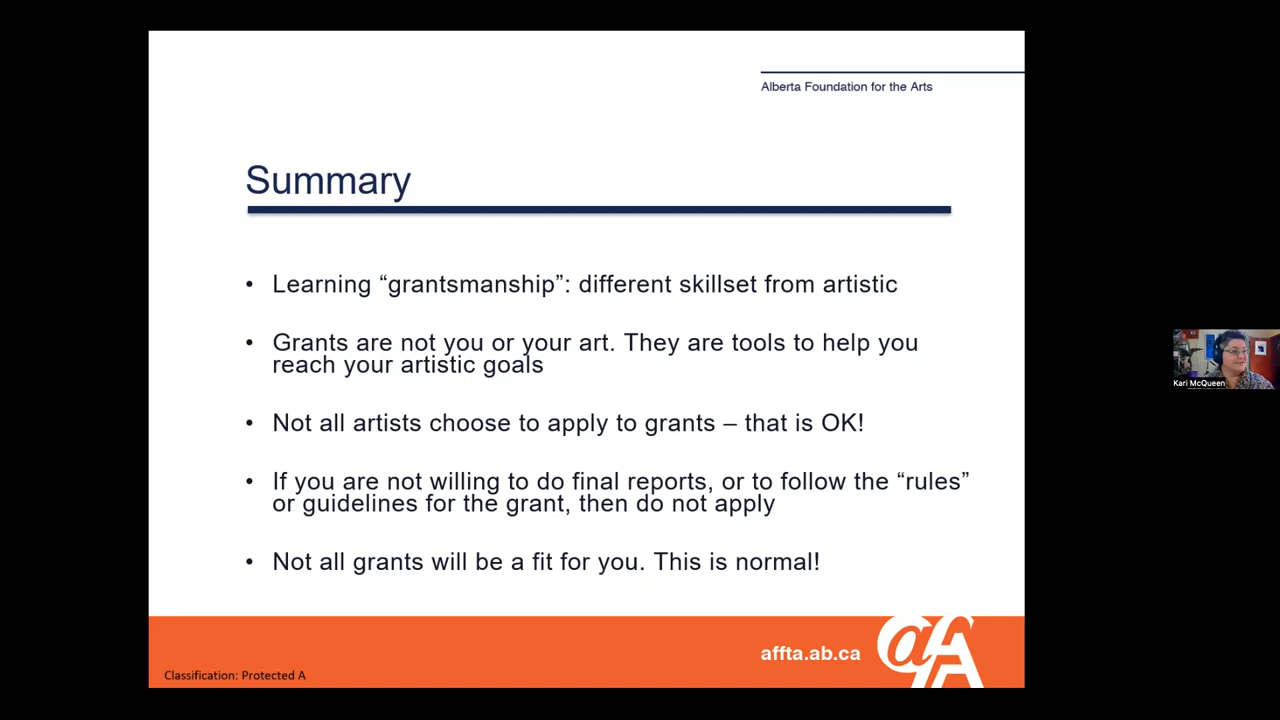 Alberta Foundation for the Arts
Summary
• Learning “grantsmanship”: different skillset from artistic
• Grants are not you or your art. They are tools to help you
reach your artistic goals
• Not all artists choose to apply to grants – that is OK!
• If you are not willing to do final reports, or to follow the “rules”
or guidelines for the grant, then do not apply
• Not all grants will be a fit for you. This is normal!
Kari McQueen
affta.ab.ca
afA
Classification: Protected A